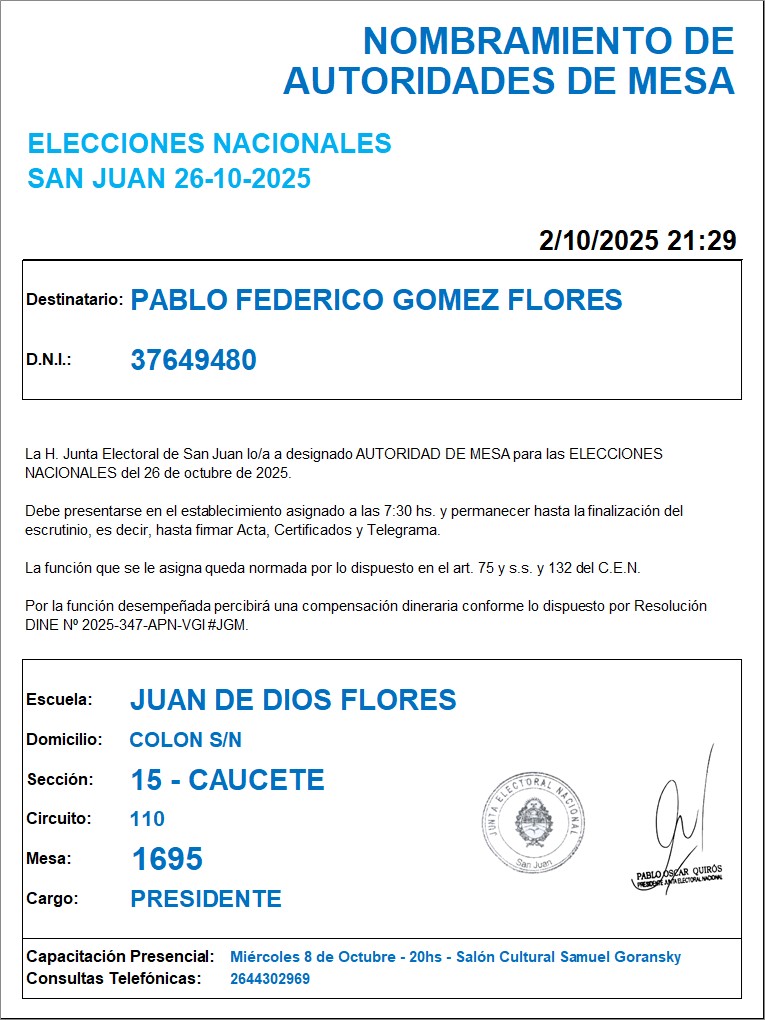 NOMBRAMIENTO DE
AUTORIDADES DE MESA
ELECCIONES NACIONALES
SAN JUAN 26-10-2025
2/10/2025 21:29
Destinatario: PABLO FEDERICO GOMEZ FLORES
D.N.I.: 37649480
La H. Junta Electoral de San Juan lo/a a designado AUTORIDAD DE MESA para las ELECCIONES
NACIONALES del 26 de octubre de 2025.
Debe presentarse en el establecimiento asignado a las 7:30 hs. y permanecer hasta la finalización del
escrutinio, es decir, hasta firmar Acta, Certificados y Telegrama.
La función que se le asigna queda normada por lo dispuesto en el art. 75 y s.s. y 132 del C.E.N.
Por la función desempeñada percibirá una compensación dineraria conforme lo dispuesto por Resolución
DINE Nº 2025-347-APN-VGI#JGM.
Escuela: JUAN DE DIOS FLORES
Domicilio: COLON S/N
Sección: 15 - CAUCETE
Circuito: 110
Mesa: 1695
Cargo: PRESIDENTE
JUNTA ELECTORAL NACIONAL
San Juan
PABLO OSCAR QUIRÓS
PRESIDENTE JUNTA ELECTORAL NACIONAL
Capacitación Presencial: Miércoles 8 de Octubre - 20hs - Salón Cultural Samuel Goransky
Consultas Telefónicas: 2644302969